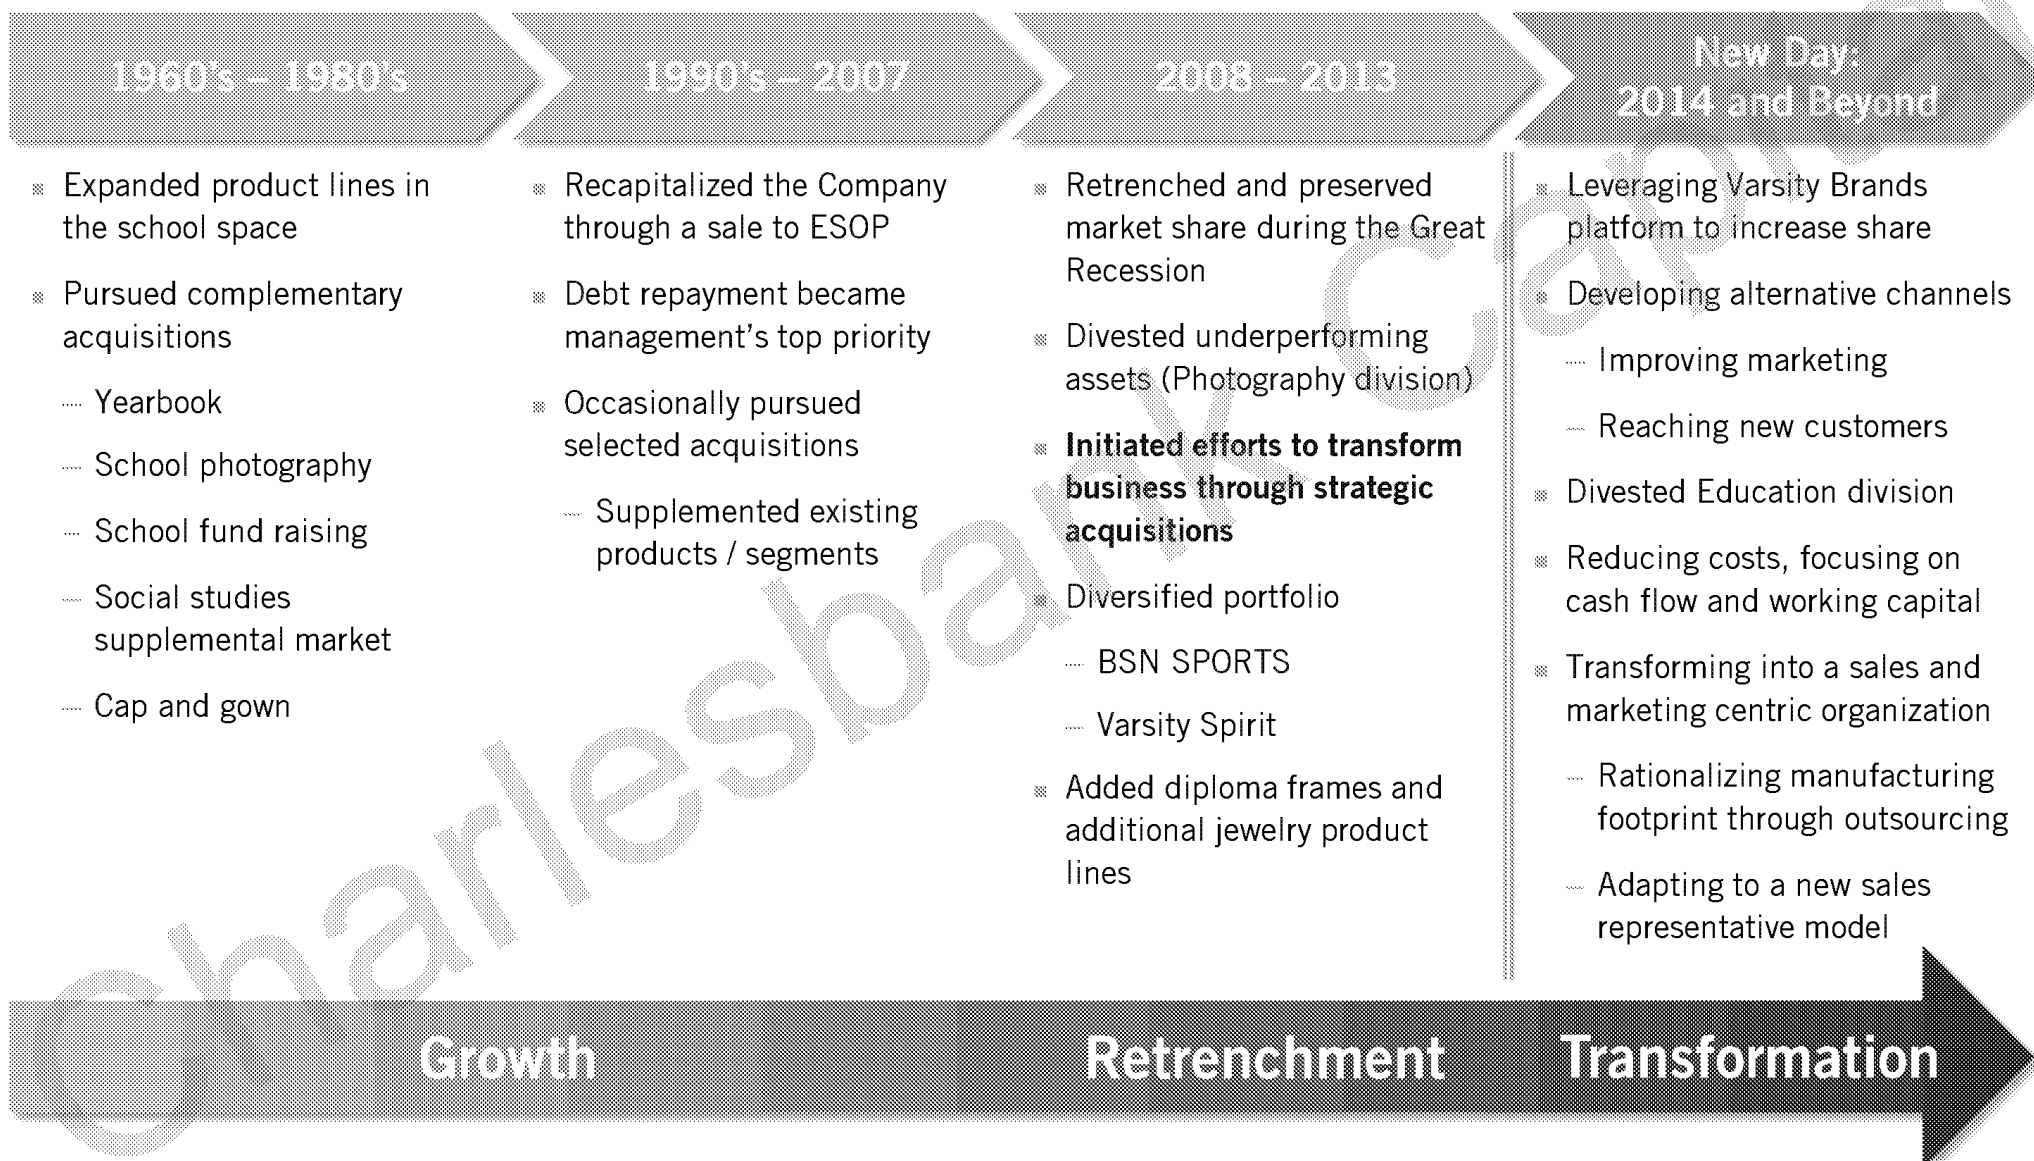 1960's – 1980's
Expanded product lines in
the school space
Pursued complementary
acquisitions
— Yearbook
— School photography
— School fund raising
— Social studies
supplemental market
— Cap and gown
1990's – 2007
Recapitalized the Company
through a sale to ESOP
Debt repayment became
management's top priority
Occasionally pursued
selected acquisitions
— Supplemented existing
products / segments
2008 – 2013
Retrenched and preserved
market share during the Great
Recession
Divested underperforming
assets (Photography division)
Initiated efforts to transform
business through strategic
acquisitions
Diversified portfolio
— BSN SPORTS
— Varsity Spirit
Added diploma frames and
additional jewelry product
lines
New Day:
2014 and Beyond
Leveraging Varsity Brands
platform to increase share
Developing alternative channels
— Improving marketing
— Reaching new customers
Divested Education division
Reducing costs, focusing on
cash flow and working capital
Transforming into a sales and
marketing centric organization
— Rationalizing manufacturing
footprint through outsourcing
— Adapting to a new sales
representative model
Growth
Retrenchment
Transformation
Charlesbank